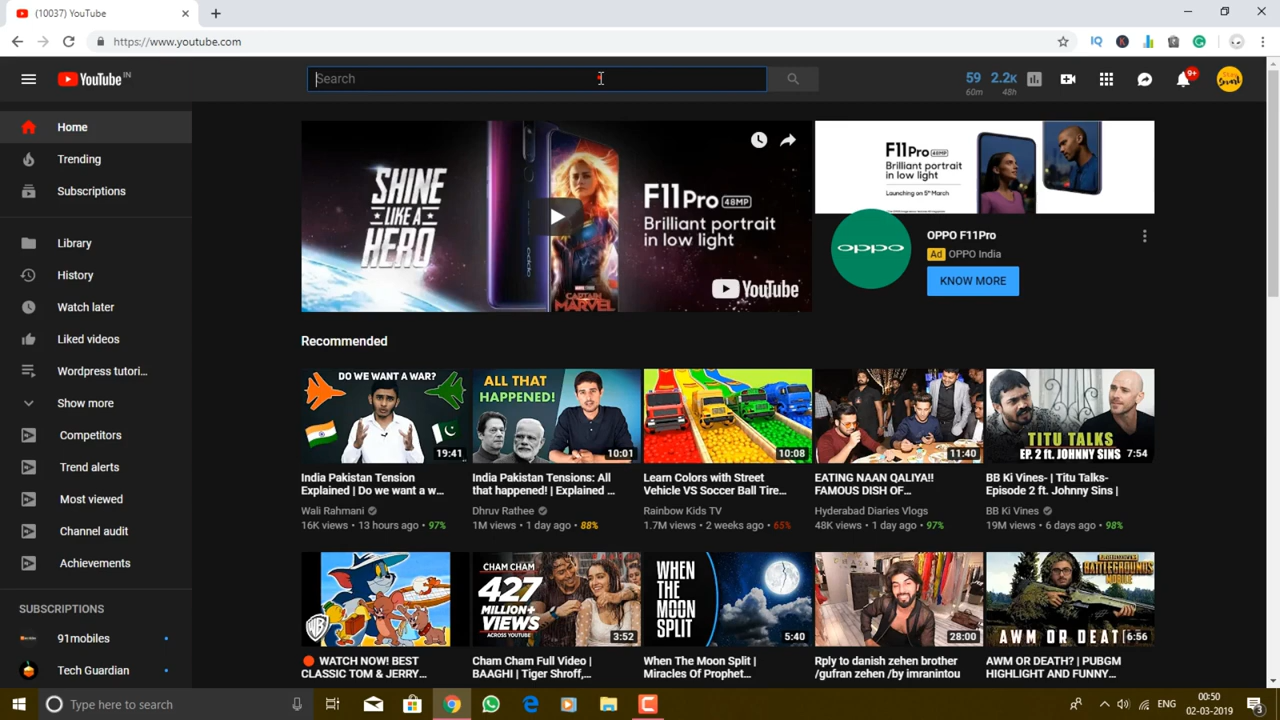 (10037) YouTube
https://www.youtube.com
YouTube IN
Search
59
60m
2.2K
48h
9+
Home
Trending
Subscriptions
Library
History
Watch later
Liked videos
Wordpress tutori...
Show more
Competitors
Trend alerts
Most viewed
Channel audit
Achievements
SUBSCRIPTIONS
91mobiles
Tech Guardian
SHINE
LIKE A
HERO
CAPTAIN
MARVEL
F11 Pro 48MP
Brilliant portrait
in low light
YouTube
F11 Pro 48MP
Brilliant portrait
in low light
Launching on 5th March
oppo
OPPO F11Pro
Ad OPPO India
KNOW MORE
Recommended
DO WE WANT A WAR?
19:41
India Pakistan Tension
Explained | Do we want a w...
Wali Rahmani
16K views • 13 hours ago • 97%
ALL THAT
HAPPENED!
10:01
India Pakistan Tensions: All
that happened! | Explained ...
Dhruv Rathee
1M views • 1 day ago • 88%
10:08
Learn Colors with Street
Vehicle VS Soccer Ball Tire...
Rainbow Kids TV
1.7M views • 2 weeks ago • 65%
11:40
EATING NAAN QALIYA!!
FAMOUS DISH OF...
Hyderabad Diaries Vlogs
48K views • 1 day ago • 97%
TITU TALKS
EP. 2 ft. JOHNNY SINS
7:54
BB Ki Vines- | Titu Talks-
Episode 2 ft. Johnny Sins |
BB Ki Vines
19M views • 6 days ago • 98%
WB
WATCH NOW! BEST
CLASSIC TOM & JERRY...
CHAM CHAM
427
MILLION+
VIEWS
ACROSS YOUTUBE
3:52
Cham Cham Full Video |
BAAGHI | Tiger Shroff,...
WHEN
THE
MOON
SPLIT
5:40
When The Moon Split |
Miracles Of Prophet...
28:00
Rply to danish zehen brother
/gufran zehen /by imranintou
BATTLEGROUNDS
MOBILE
AWM OR DEAT
6:56
AWM OR DEATH? | PUBGM
HIGHLIGHT AND FUNNY...
Type here to search
ENG
00:50
02-03-2019
3